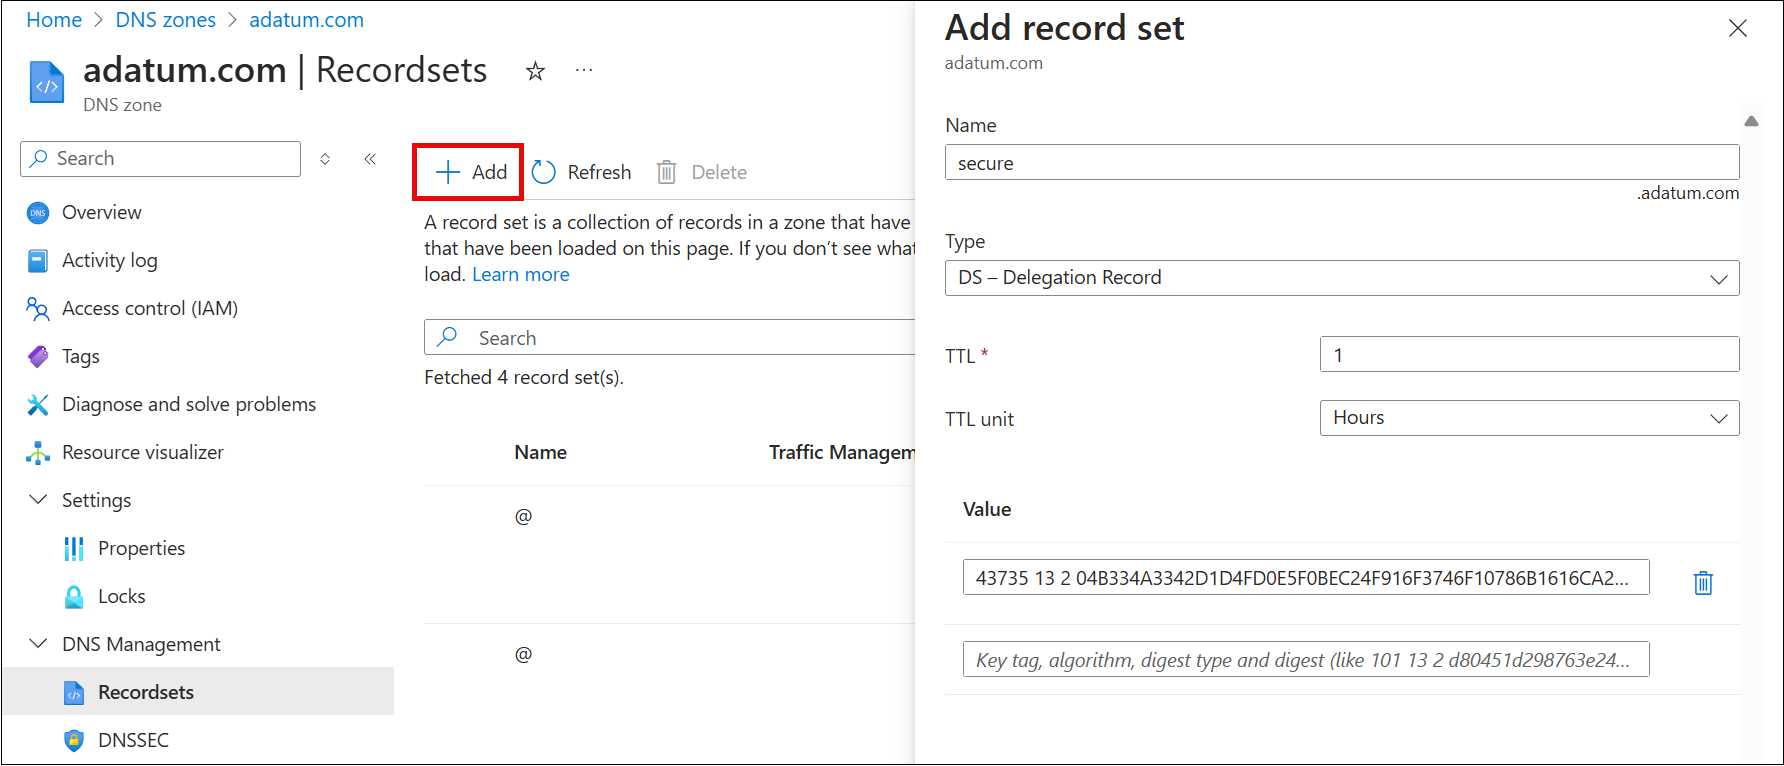 Home > DNS zones > adatum.com
adatum.com | Recordsets
DNS zone
Search
Overview
Activity log
Access control (IAM)
Tags
Diagnose and solve problems
Resource visualizer
Settings
Properties
Locks
DNS Management
Recordsets
DNSSEC
Add Refresh Delete
A record set is a collection of records in a zone that have
that have been loaded on this page. If you don't see what
load. Learn more
Search
Fetched 4 record set(s).
Name Traffic Managem
@
@
Add record set
adatum.com
Name
secure
.adatum.com
Type
DS – Delegation Record
TTL * 1
TTL unit Hours
Value
43735 13 2 04B334A3342D1D4FD0E5F0BEC24F916F3746F10786B1616CA2...
Key tag, algorithm, digest type and digest (like 101 13 2 d80451d298763e24...